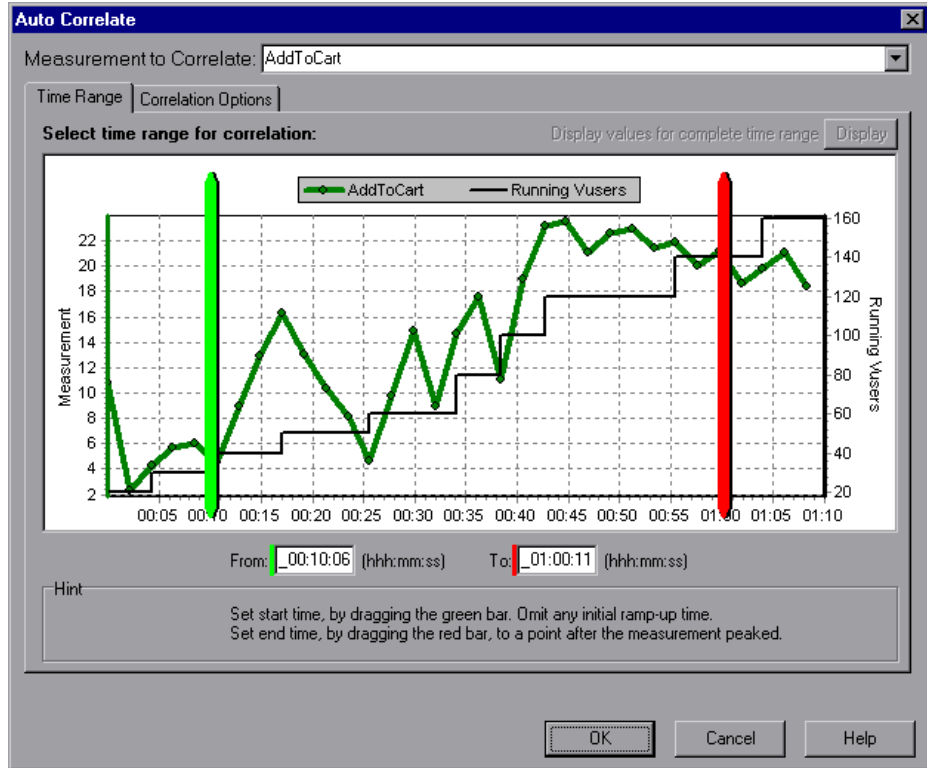 Auto Correlate
Measurement to Correlate: AddToCart
Time Range Correlation Options
Select time range for correlation: Display values for complete time range Display
AddToCart Running Vusers
22 20 18 16 14 12 10 8 6 4 2
Measurement
160 140 120 100 80 60 40 20
Running Vusers
00:05 00:10 00:15 00:20 00:25 00:30 00:35 00:40 00:45 00:50 00:55 01:00 01:05 01:10
From: _00:10:06 (hhh:mm:ss) To: _01:00:11 (hhh:mm:ss)
Hint
Set start time, by dragging the green bar. Omit any initial ramp-up time.
Set end time, by dragging the red bar, to a point after the measurement peaked.
OK Cancel Help